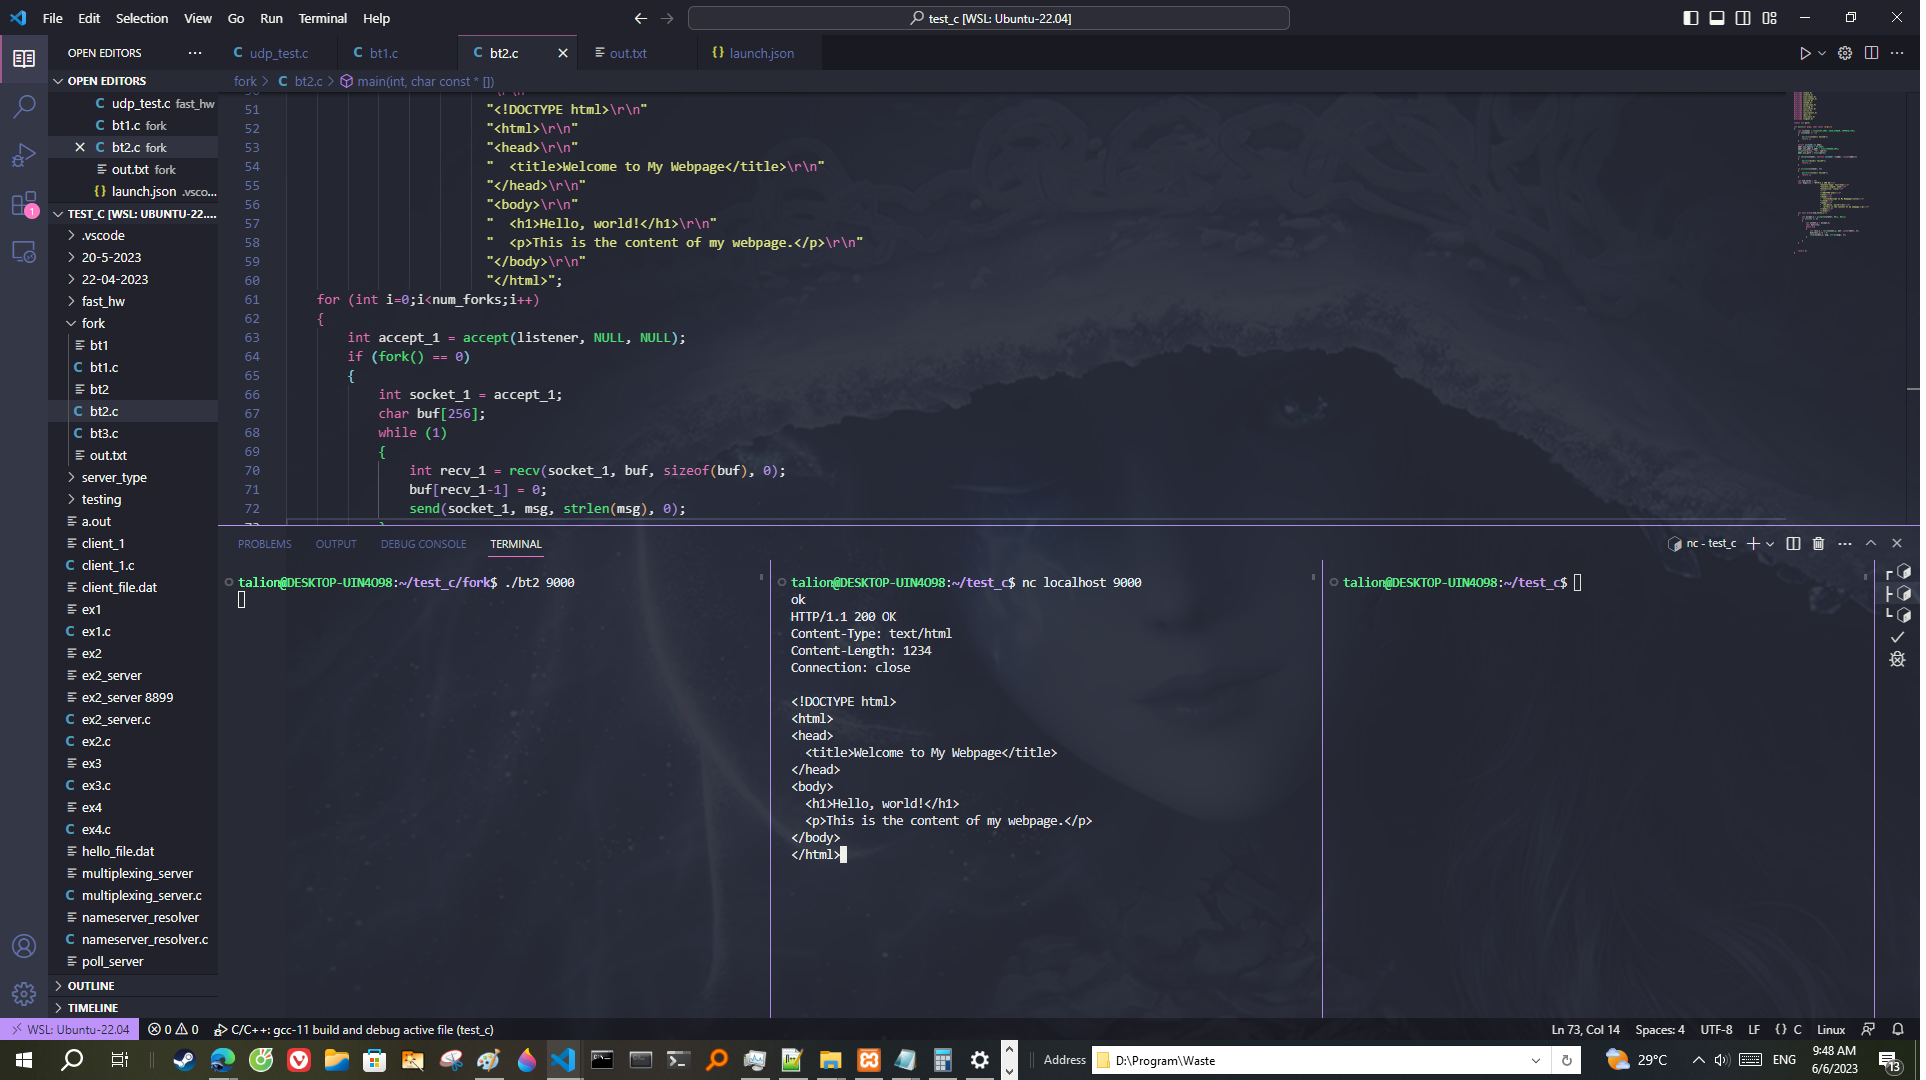 File Edit Selection View Go Run Terminal Help
test_c [WSL: Ubuntu-22.04]
OPEN EDITORS
udp_test.c
bt1.c
bt2.c
out.txt
launch.json
OPEN EDITORS
udp_test.c fast_hw
bt1.c fork
bt2.c fork
out.txt fork
launch.json .vsco...
1
TEST_C [WSL: UBUNTU-22....
.vscode
20-5-2023
22-04-2023
fast_hw
fork
bt1
bt1.c
bt2
bt2.c
bt3.c
out.txt
server_type
testing
a.out
client_1
client_1.c
client_file.dat
ex1
ex1.c
ex2
ex2_server
ex2_server 8899
ex2_server.c
ex2.c
ex3
ex3.c
ex4
ex4.c
hello_file.dat
multiplexing_server
multiplexing_server.c
nameserver_resolver
nameserver_resolver.c
poll_server
OUTLINE
TIMELINE
fork > bt2.c > main(int, char const * [])
51 "<!DOCTYPE html>\r\n"
52 "<html>\r\n"
53 "<head>\r\n"
54 "  <title>Welcome to My Webpage</title>\r\n"
55 "</head>\r\n"
56 "<body>\r\n"
57 "  <h1>Hello, world!</h1>\r\n"
58 "  <p>This is the content of my webpage.</p>\r\n"
59 "</body>\r\n"
60 "</html>";
61 for (int i=0;i<num_forks;i++)
62 {
63 int accept_1 = accept(listener, NULL, NULL);
64 if (fork() == 0)
65 {
66 int socket_1 = accept_1;
67 char buf[256];
68 while (1)
69 {
70 int recv_1 = recv(socket_1, buf, sizeof(buf), 0);
71 buf[recv_1-1] = 0;
72 send(socket_1, msg, strlen(msg), 0);
PROBLEMS OUTPUT DEBUG CONSOLE TERMINAL
nc - test_c
talion@DESKTOP-UIN4O98:~/test_c/fork$ ./bt2 9000
talion@DESKTOP-UIN4O98:~/test_c$ nc localhost 9000
ok
HTTP/1.1 200 OK
Content-Type: text/html
Content-Length: 1234
Connection: close
<!DOCTYPE html>
<html>
<head>
  <title>Welcome to My Webpage</title>
</head>
<body>
  <h1>Hello, world!</h1>
  <p>This is the content of my webpage.</p>
</body>
</html>
talion@DESKTOP-UIN4O98:~/test_c$
WSL: Ubuntu-22.04
0 0
C/C++: gcc-11 build and debug active file (test_c)
Ln 73, Col 14 Spaces: 4 UTF-8 LF {} C Linux
Address D:\Program\Waste
29°C
ENG
9:48 AM
6/6/2023
13